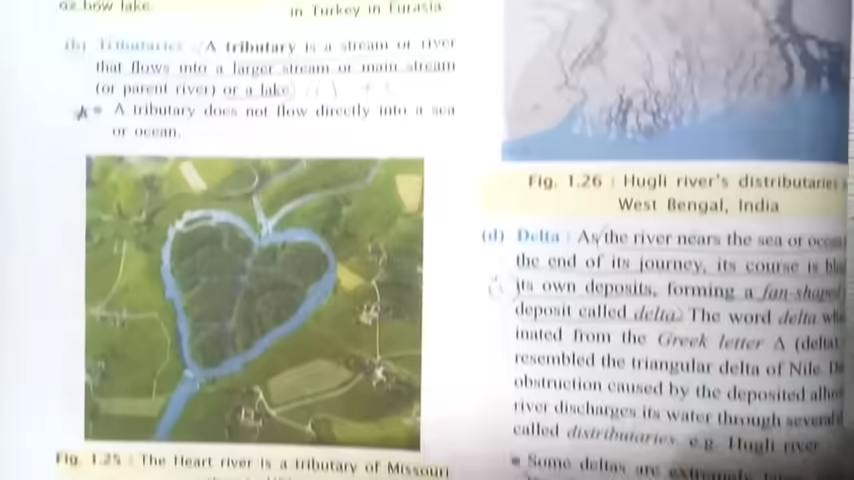 ox-bow lake.
in Turkey in Eurasia
(b) Tributaries : A tributary is a stream or river
that flows into a larger stream or main stream
(or parent river) or a lake.
A tributary does not flow directly into a sea
or ocean.
Fig. 1.25 : The Heart river is a tributary of Missouri
Fig. 1.26 : Hugli river's distributaries
West Bengal, India
(d) Delta : As the river nears the sea or
the end of its journey, its course is
its own deposits, forming a fan-shaped
deposit called delta. The word delta
inated from the Greek letter Δ (delta)
resembled the triangular delta of Nile.
obstruction caused by the deposited
river discharges its water through several
called distributaries, e.g. Hugli river
Some deltas are extremely